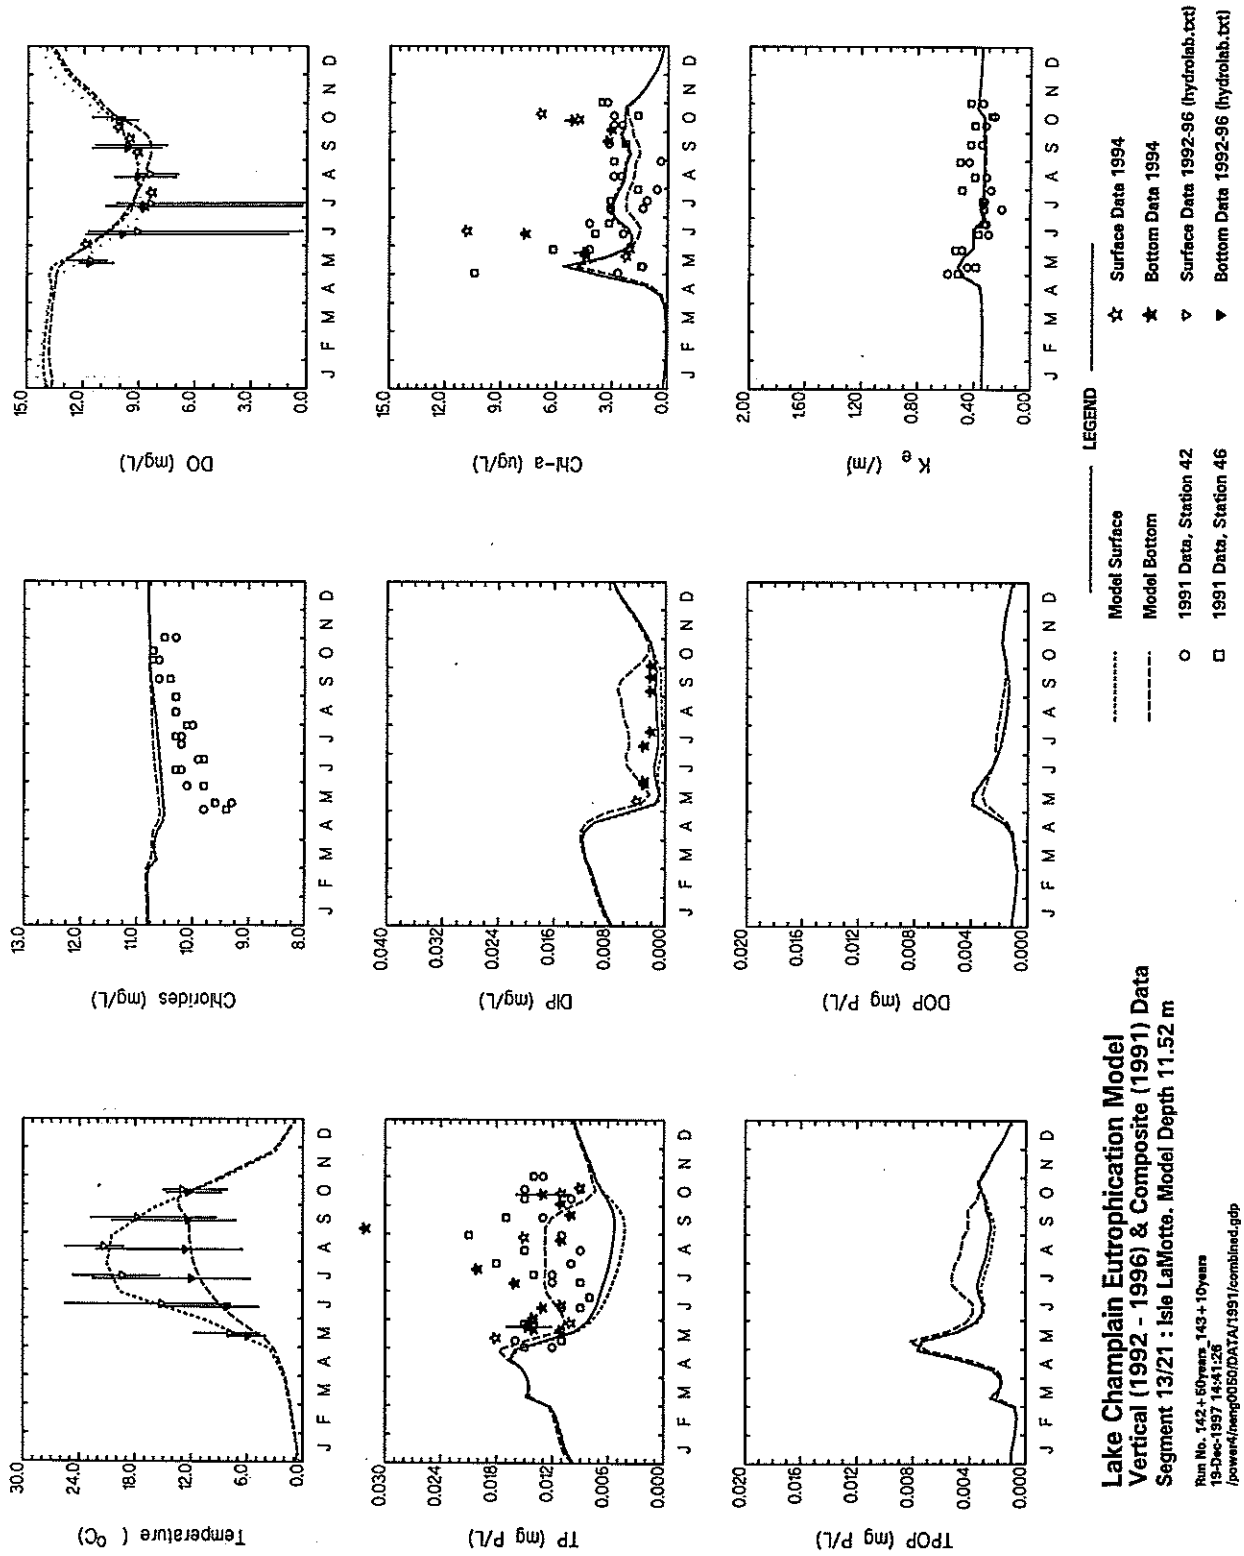 Temperature ( °C)
30.0
24.0
18.0
12.0
6.0
0.0
J F M A M J J A S O N D
Chlorides (mg/L)
13.0
12.0
11.0
10.0
9.0
8.0
J F M A M J J A S O N D
DO (mg/L)
15.0
12.0
9.0
6.0
3.0
0.0
J F M A M J J A S O N D
TP (mg P/L)
0.030
0.024
0.018
0.012
0.006
0.000
J F M A M J J A S O N D
DIP (mg/L)
0.040
0.032
0.024
0.016
0.008
0.000
J F M A M J J A S O N D
Chl-a (ug/L)
15.0
12.0
9.0
6.0
3.0
0.0
J F M A M J J A S O N D
TPOP (mg P/L)
0.020
0.016
0.012
0.008
0.004
0.000
J F M A M J J A S O N D
DOP (mg P/L)
0.020
0.016
0.012
0.008
0.004
0.000
J F M A M J J A S O N D
K e (/m)
2.00
1.60
1.20
0.80
0.40
0.00
J F M A M J J A S O N D
Lake Champlain Eutrophication Model
Vertical (1992 - 1996) & Composite (1991) Data
Segment 13/21 : Isle LaMotte. Model Depth 11.52 m
Run No. 142+50years_143+10years
19-Dec-1997 14:41:26
/power4/neng0050/DATA/1991/combined.gdp
LEGEND
Model Surface
Model Bottom
1991 Data, Station 42
1991 Data, Station 46
Surface Data 1994
Bottom Data 1994
Surface Data 1992-96 (hydrolab.txt)
Bottom Data 1992-96 (hydrolab.txt)